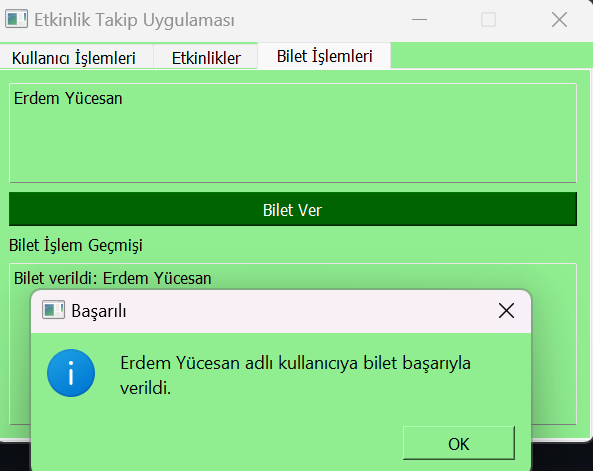 Etkinlik Takip Uygulaması
Kullanıcı İşlemleri Etkinlikler Bilet İşlemleri
Erdem Yücesan
Bilet Ver
Bilet İşlem Geçmişi
Bilet verildi: Erdem Yücesan
Başarılı
Erdem Yücesan adlı kullanıcıya bilet başarıyla
verildi.
OK